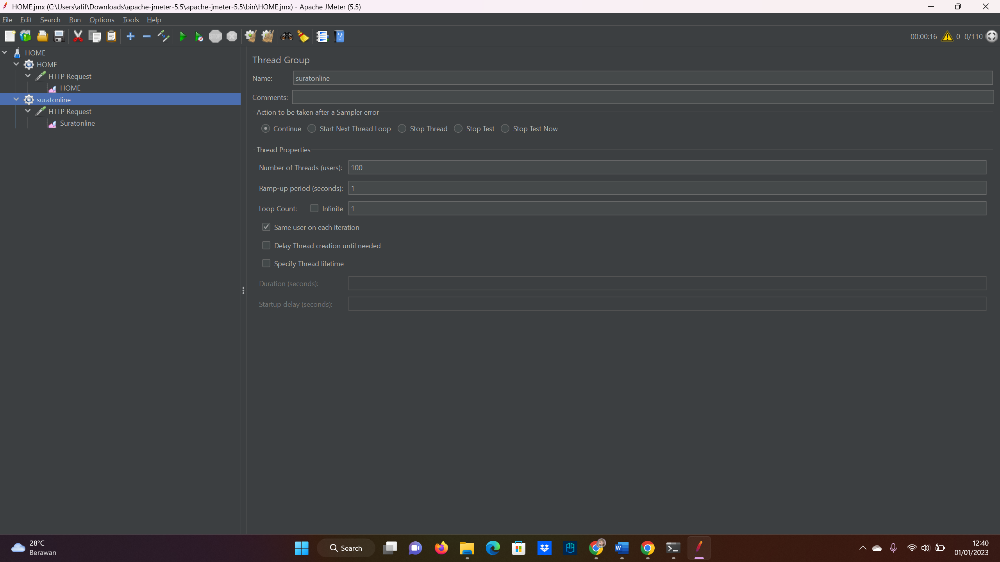 HOME.jmx (C:\Users\afif\Downloads\apache-jmeter-5.5\apache-jmeter-5.5\bin\HOME.jmx) - Apache JMeter (5.5)
File Edit Search Run Options Tools Help
STOP
00:00:16 0 0/110
HOME
HOME
HTTP Request
HOME
suratonline
HTTP Request
Suratonline
Thread Group
Name: suratonline
Comments:
Action to be taken after a Sampler error
Continue Start Next Thread Loop Stop Thread Stop Test Stop Test Now
Thread Properties
Number of Threads (users): 100
Ramp-up period (seconds): 1
Loop Count: Infinite 1
Same user on each iteration
Delay Thread creation until needed
Specify Thread lifetime
Duration (seconds):
Startup delay (seconds):
28°C
Berawan
Search
12:40
01/01/2023